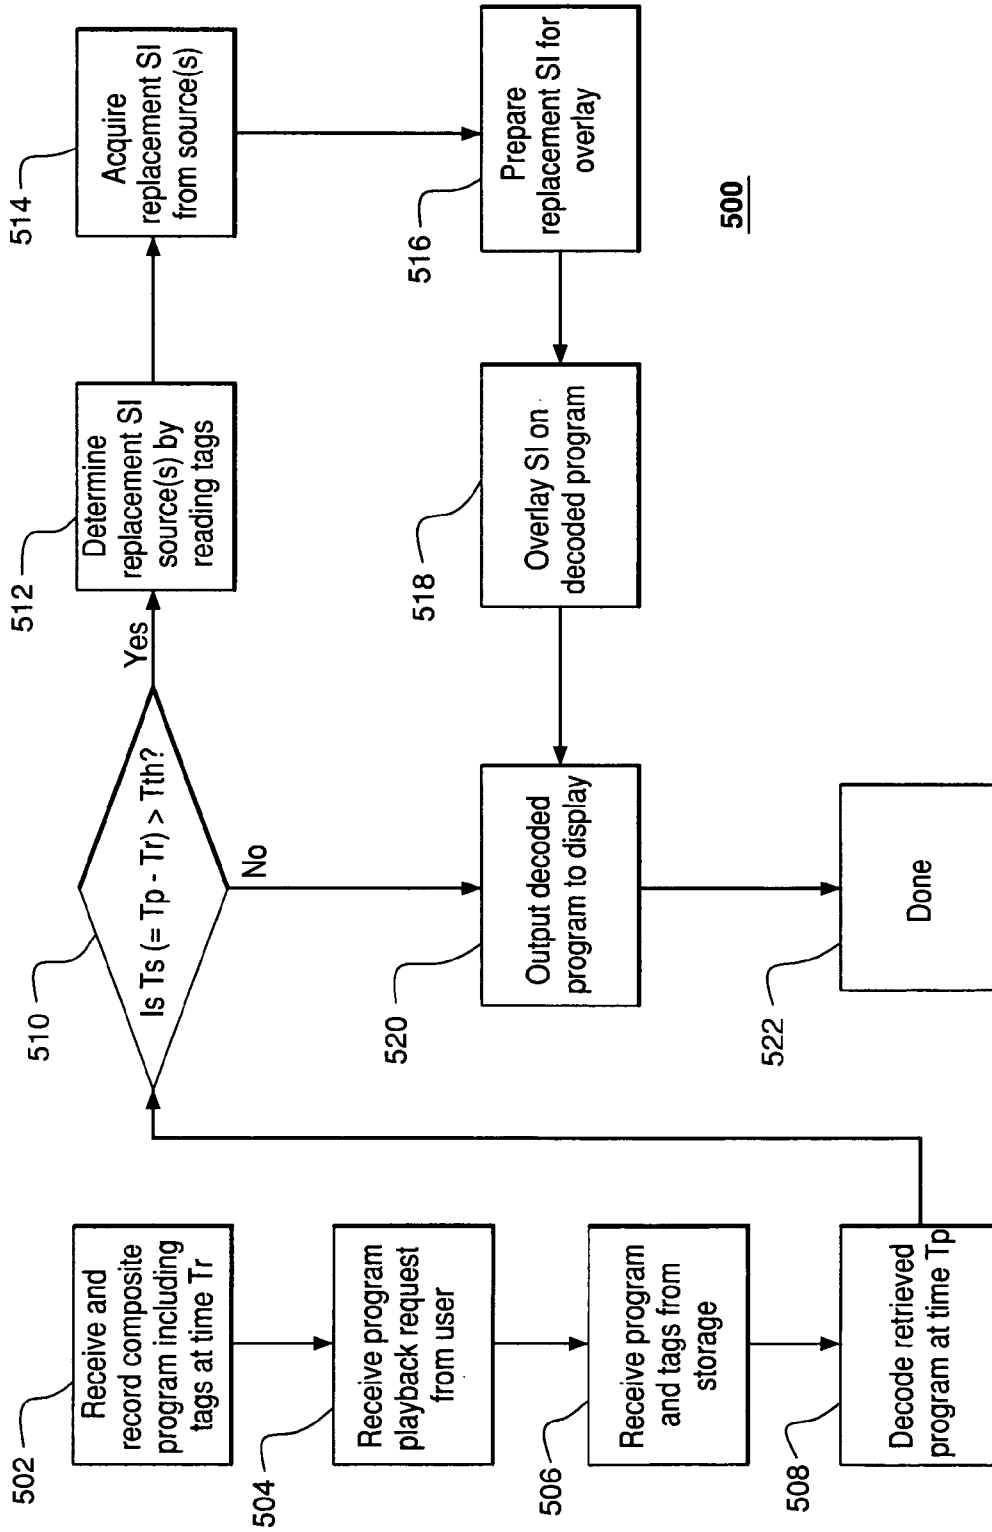 502
Receive and
record composite
program including
tags at time Tr
504
Receive program
playback request
from user
506
Receive program
and tags from
storage
508
Decode retrieved
program at time Tp
510
Is Ts (= Tp - Tr) > Tth?
Yes
No
512
Determine
replacement SI
source(s) by
reading tags
514
Acquire
replacement SI
from source(s)
516
Prepare
replacement SI for
overlay
518
Overlay SI on
decoded program
520
Output decoded
program to display
522
Done
500